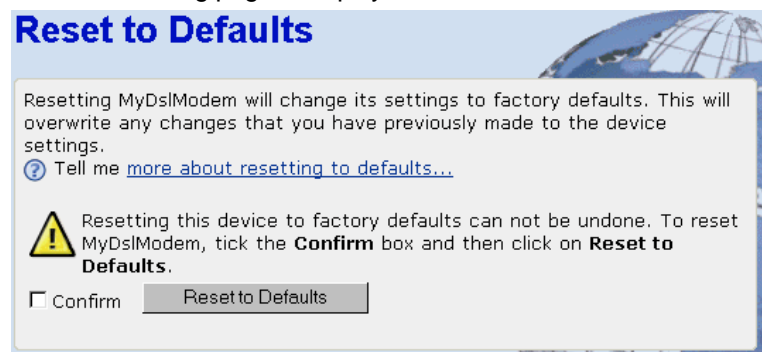 Reset to Defaults
Resetting MyDslModem will change its settings to factory defaults. This will
overwrite any changes that you have previously made to the device
settings.
Tell me more about resetting to defaults...
Resetting this device to factory defaults can not be undone. To reset
MyDslModem, tick the Confirm box and then click on Reset to
Defaults.
Confirm Reset to Defaults